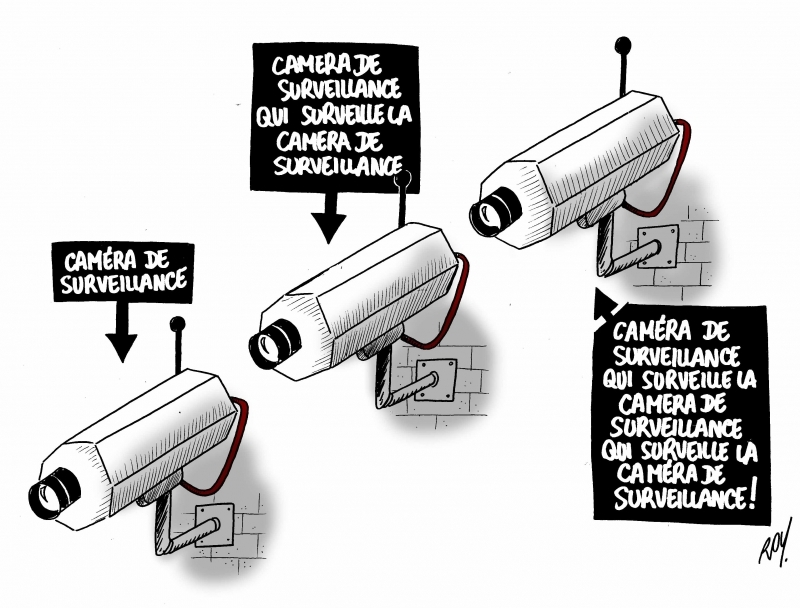 CAMÉRA DE
SURVEILLANCE
CAMERA DE
SURVEILLANCE
QUI SURVEILLE LA
CAMERA DE
SURVEILLANCE
CAMÉRA DE
SURVEILLANCE
QUI SURVEILLE LA
CAMERA DE
SURVEILLANCE
QUI SURVEILLE LA
CAMÉRA DE
SURVEILLANCE!
ROY.